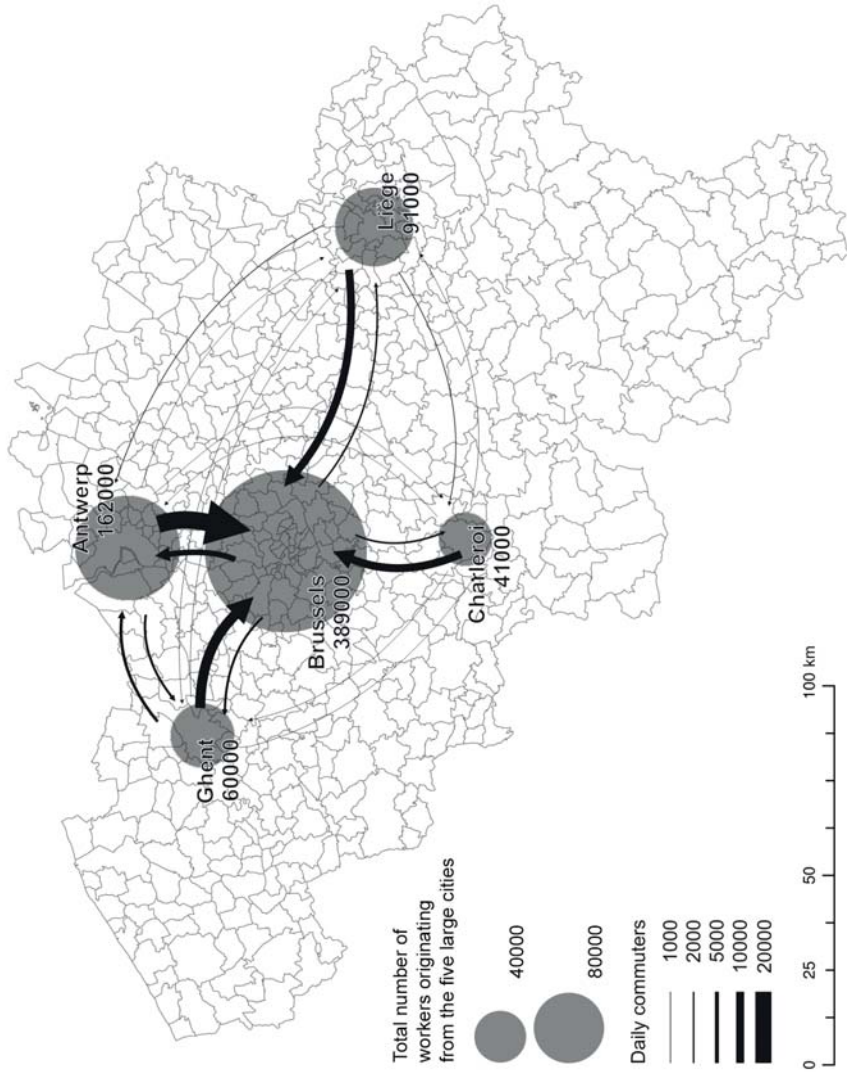 Antwerp
162000
Ghent
60000
Brussels
389000
Liège
91000
Charleroi
41000
Total number of
workers originating
from the five large cities
40000
80000
Daily commuters
1000
2000
5000
10000
20000
0 25 50 100 km